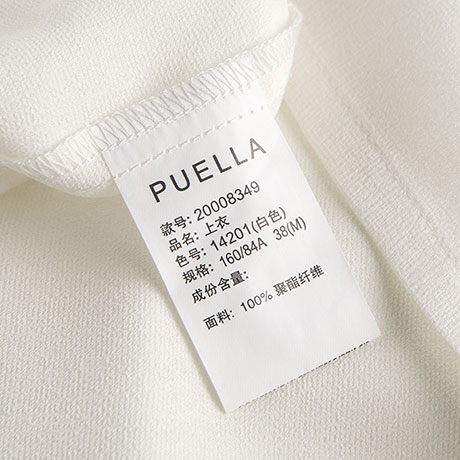 PUELLA
款号: 20008349
品名: 上衣
色号: 14201(白色)
规格: 160/84A 38(M)
成份含量:
面料: 100% 聚酯纤维